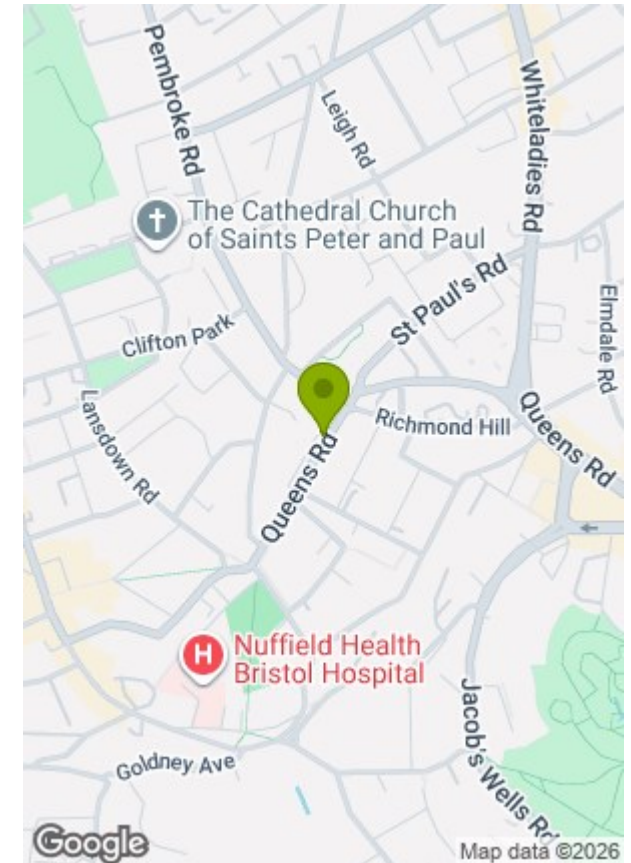 Pembroke Rd
Leigh Rd
Whiteladies Rd
The Cathedral Church
of Saints Peter and Paul
St Paul's Rd
Elmdale Rd
Clifton Park
Lansdown Rd
Richmond Hill
Queens Rd
Queens Rd
H
Nuffield Health
Bristol Hospital
Jacob's Wells Rd
Goldney Ave
Google
Map data ©2026